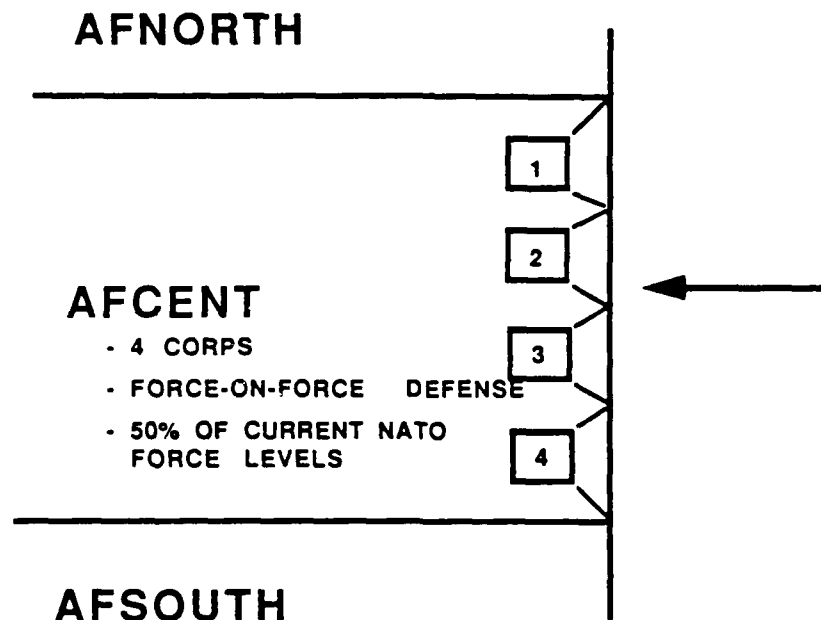 AFNORTH
1
2
AFCENT
- 4 CORPS
3
- FORCE-ON-FORCE DEFENSE
- 50% OF CURRENT NATO
FORCE LEVELS
4
AFSOUTH